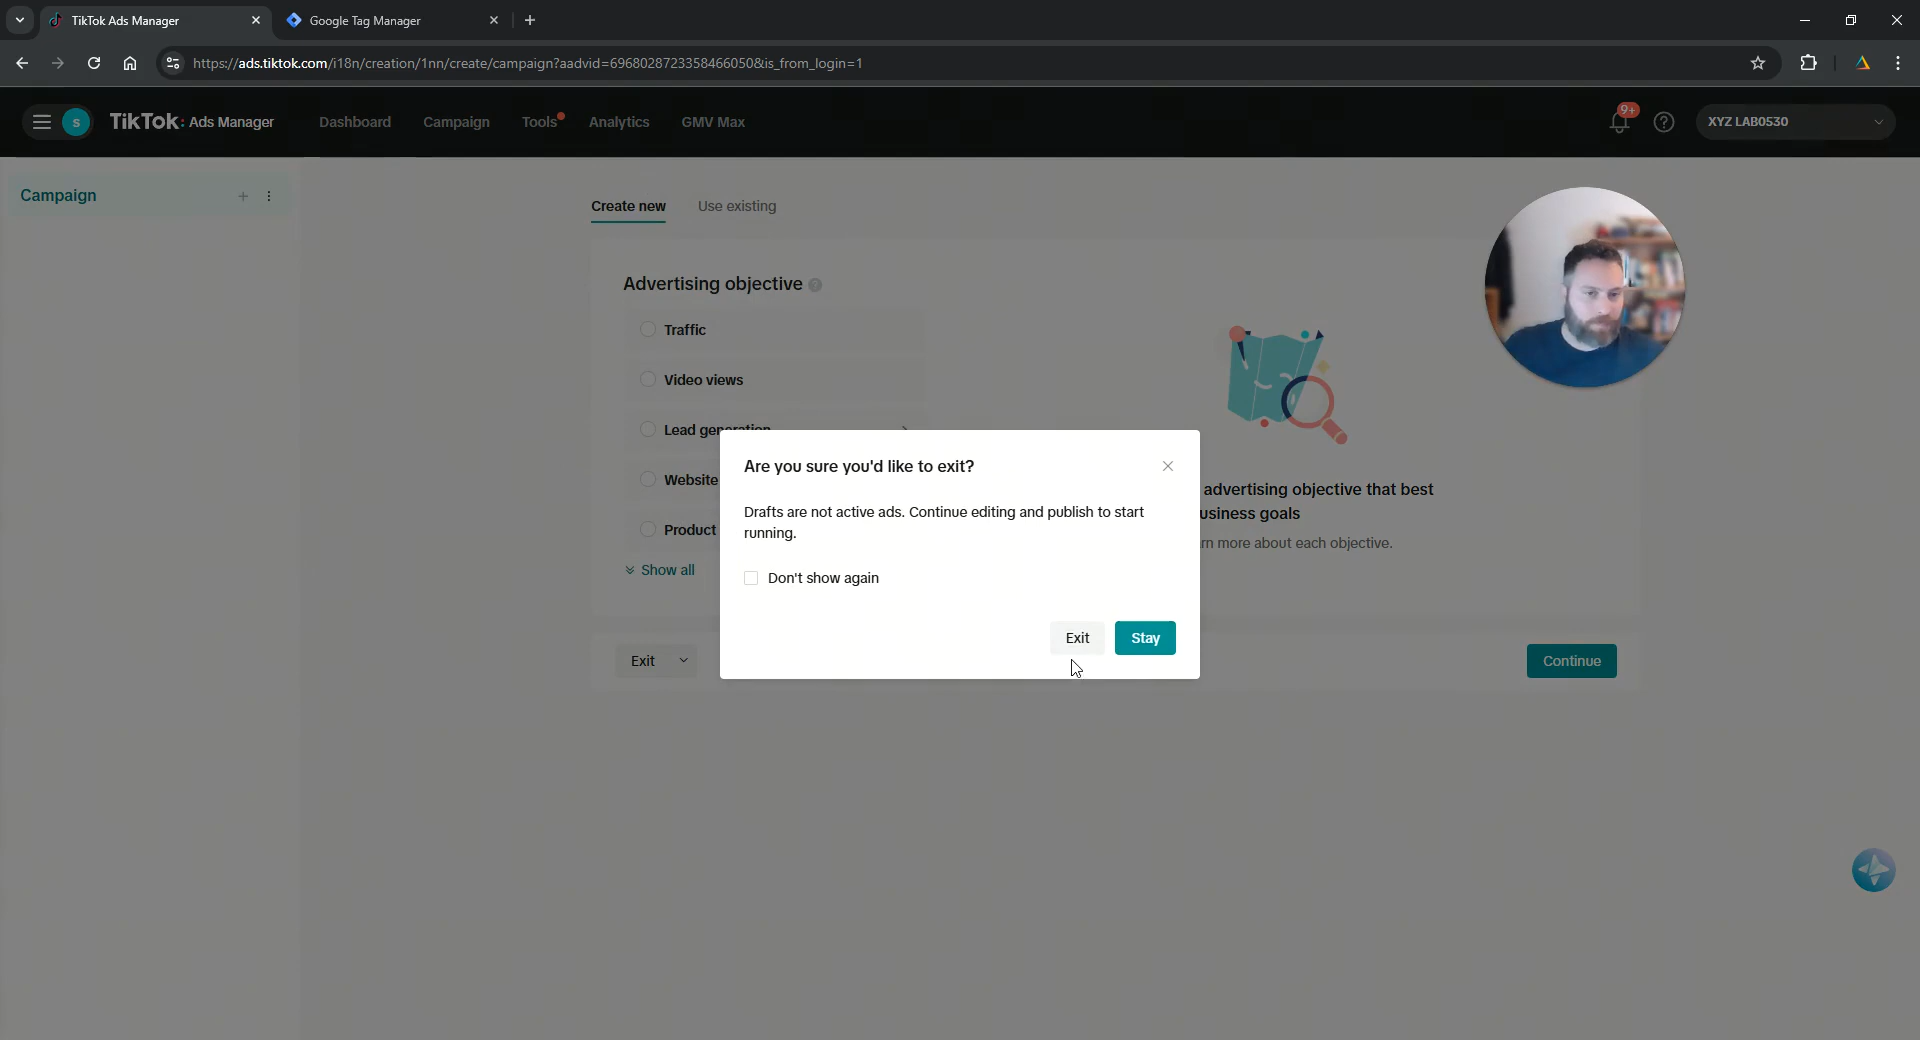 TikTok Ads Manager
Google Tag Manager
https://ads.tiktok.com/i18n/creation/1nn/create/campaign?aadvid=6968028723358466050&is_from_login=1
S
TikTok: Ads Manager
Dashboard
Campaign
Tools
Analytics
GMV Max
9+
XYZ LAB0530
Campaign
Create new
Use existing
Advertising objective
Traffic
Video views
Lead generation
Website
Product
Show all
advertising objective that best
usiness goals
rn more about each objective.
Are you sure you'd like to exit?
Drafts are not active ads. Continue editing and publish to start
running.
Don't show again
Exit
Stay
Exit
Continue